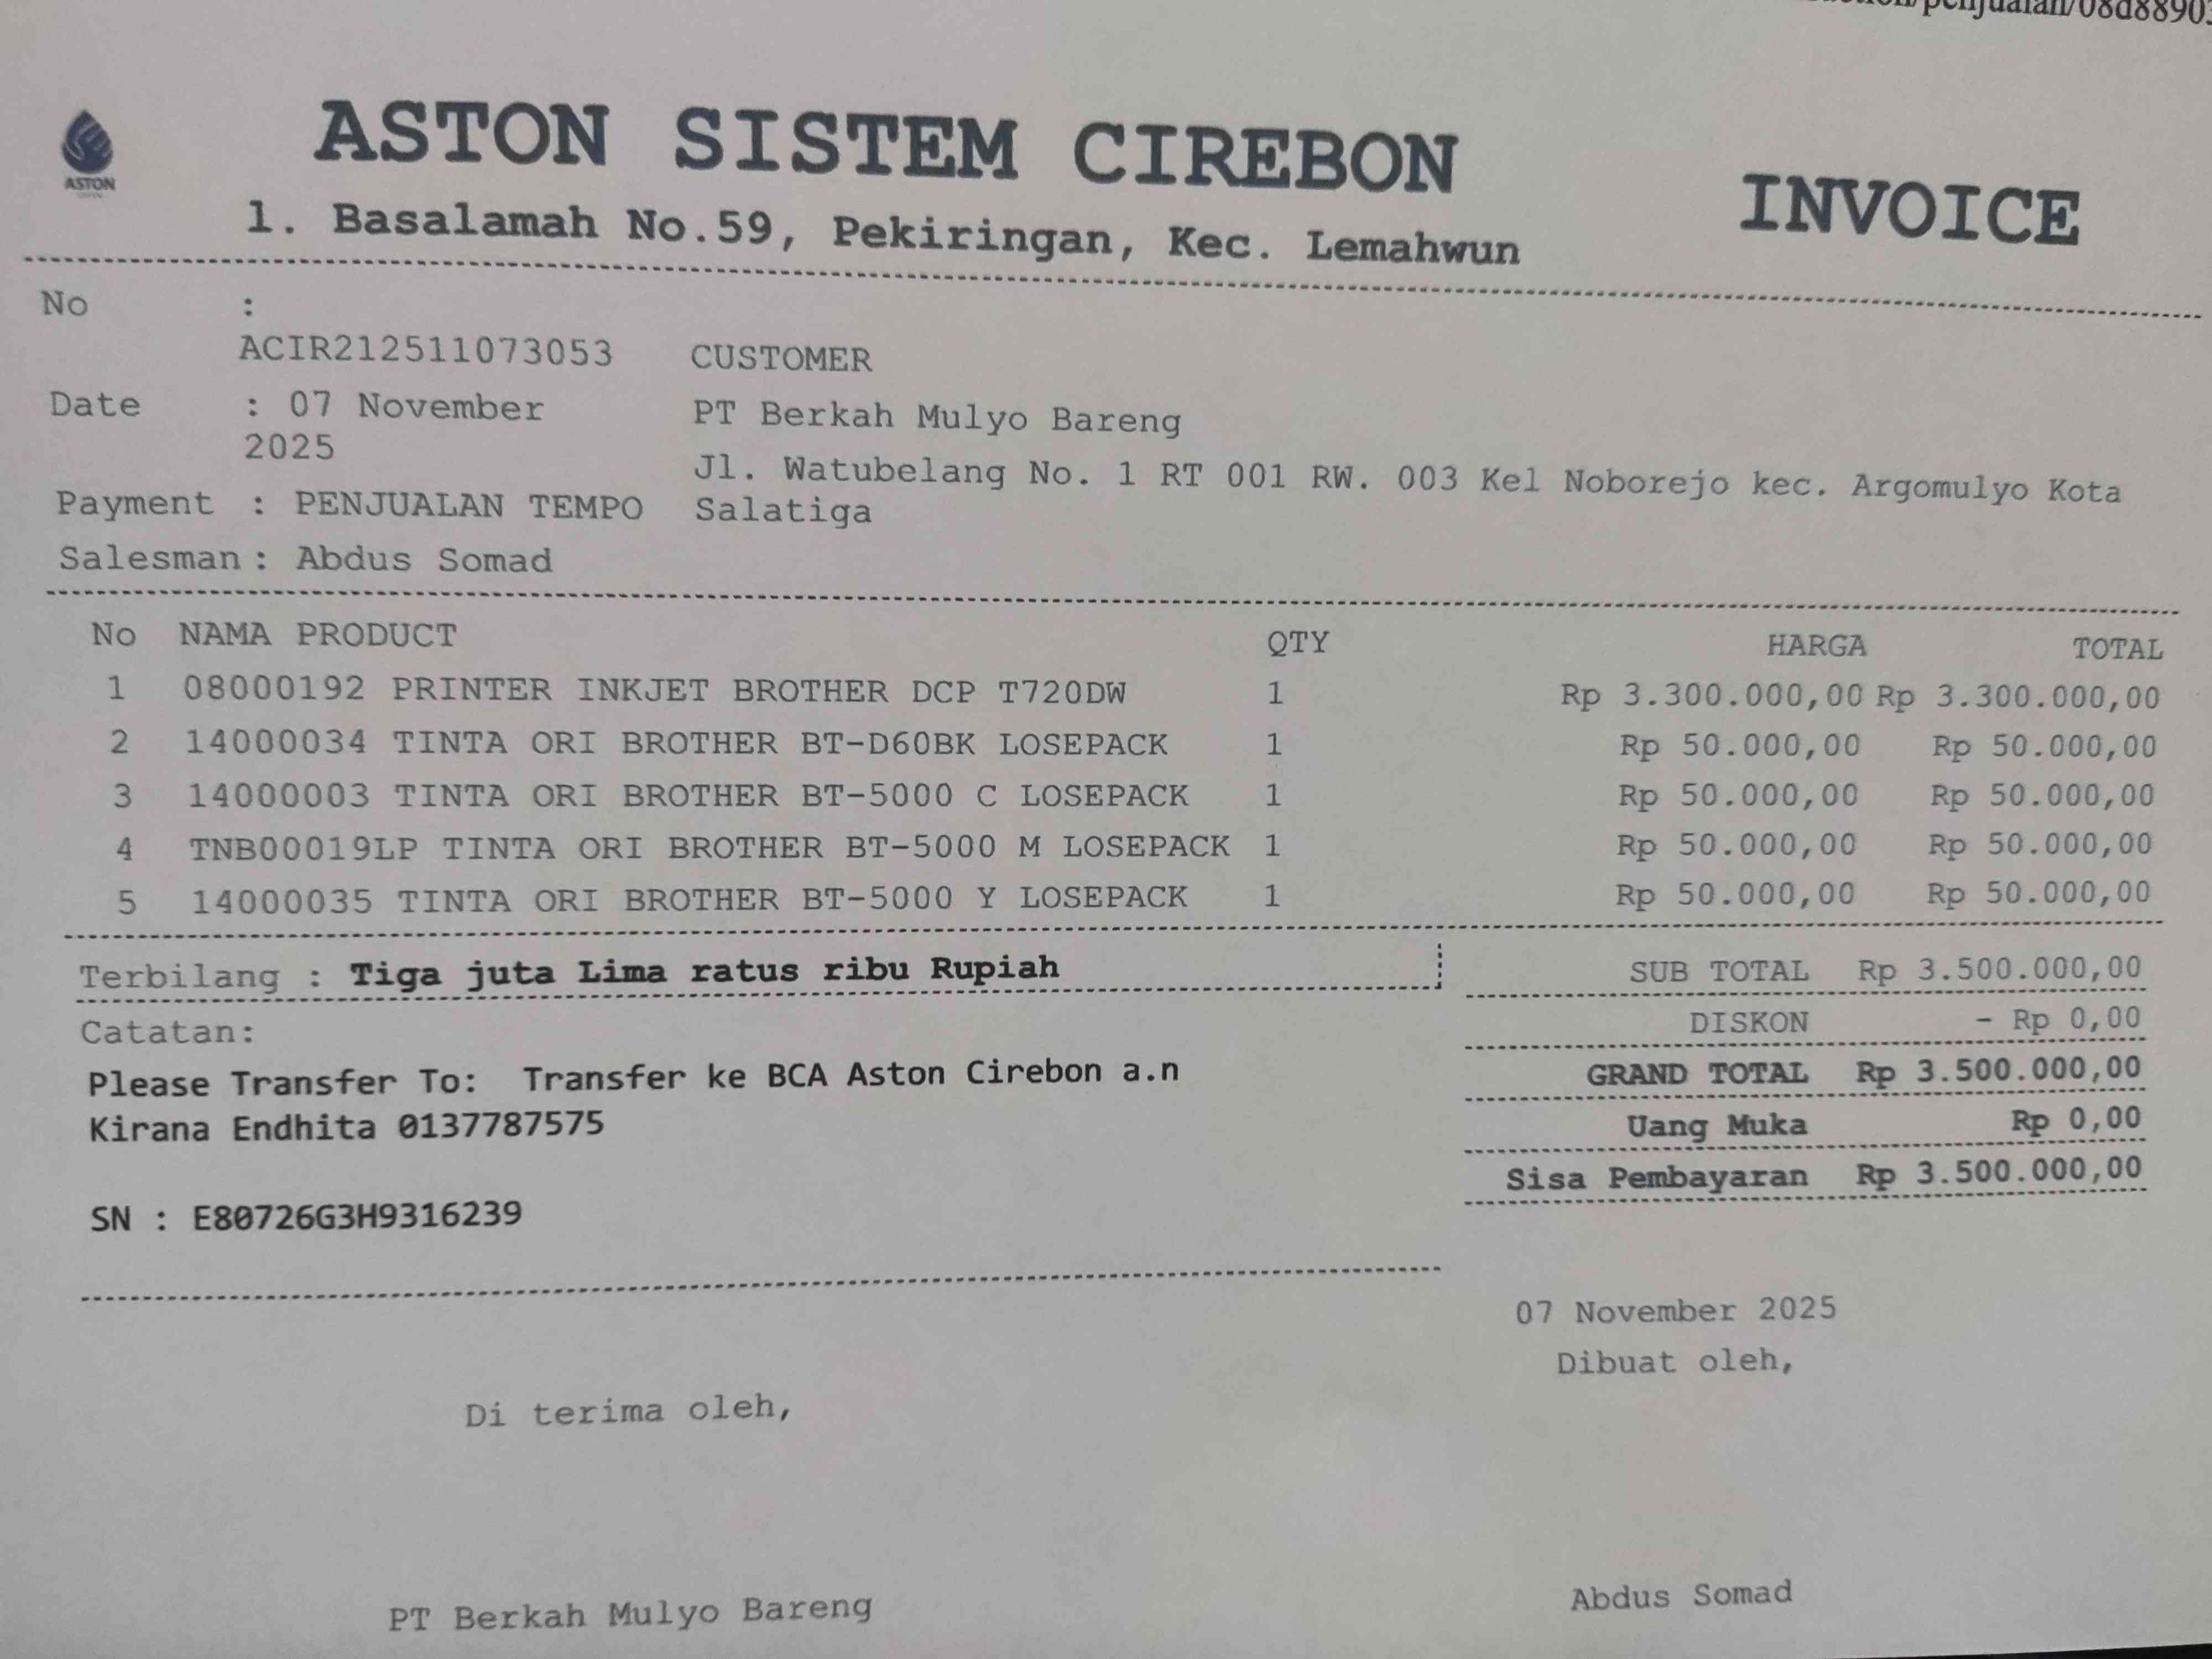 ASTON SISTEM CIREBON
INVOICE
ASTON
1. Basalamah No.59, Pekiringan, Kec. Lemahwun
No :
ACIR212511073053
Date : 07 November
2025
Payment : PENJUALAN TEMPO
Salesman : Abdus Somad
CUSTOMER
PT Berkah Mulyo Bareng
Jl. Watubelang No. 1 RT 001 RW. 003 Kel Noborejo kec. Argomulyo Kota
Salatiga
No NAMA PRODUCT QTY HARGA TOTAL
1 08000192 PRINTER INKJET BROTHER DCP T720DW 1 Rp 3.300.000,00 Rp 3.300.000,00
2 14000034 TINTA ORI BROTHER BT-D60BK LOSEPACK 1 Rp 50.000,00 Rp 50.000,00
3 14000003 TINTA ORI BROTHER BT-5000 C LOSEPACK 1 Rp 50.000,00 Rp 50.000,00
4 TNB00019LP TINTA ORI BROTHER BT-5000 M LOSEPACK 1 Rp 50.000,00 Rp 50.000,00
5 14000035 TINTA ORI BROTHER BT-5000 Y LOSEPACK 1 Rp 50.000,00 Rp 50.000,00
Terbilang : Tiga juta Lima ratus ribu Rupiah
Catatan:
Please Transfer To: Transfer ke BCA Aston Cirebon a.n
Kirana Endhita 0137787575
SN : E80726G3H9316239
SUB TOTAL Rp 3.500.000,00
DISKON - Rp 0,00
GRAND TOTAL Rp 3.500.000,00
Uang Muka Rp 0,00
Sisa Pembayaran Rp 3.500.000,00
07 November 2025
Dibuat oleh,
Di terima oleh,
PT Berkah Mulyo Bareng
Abdus Somad